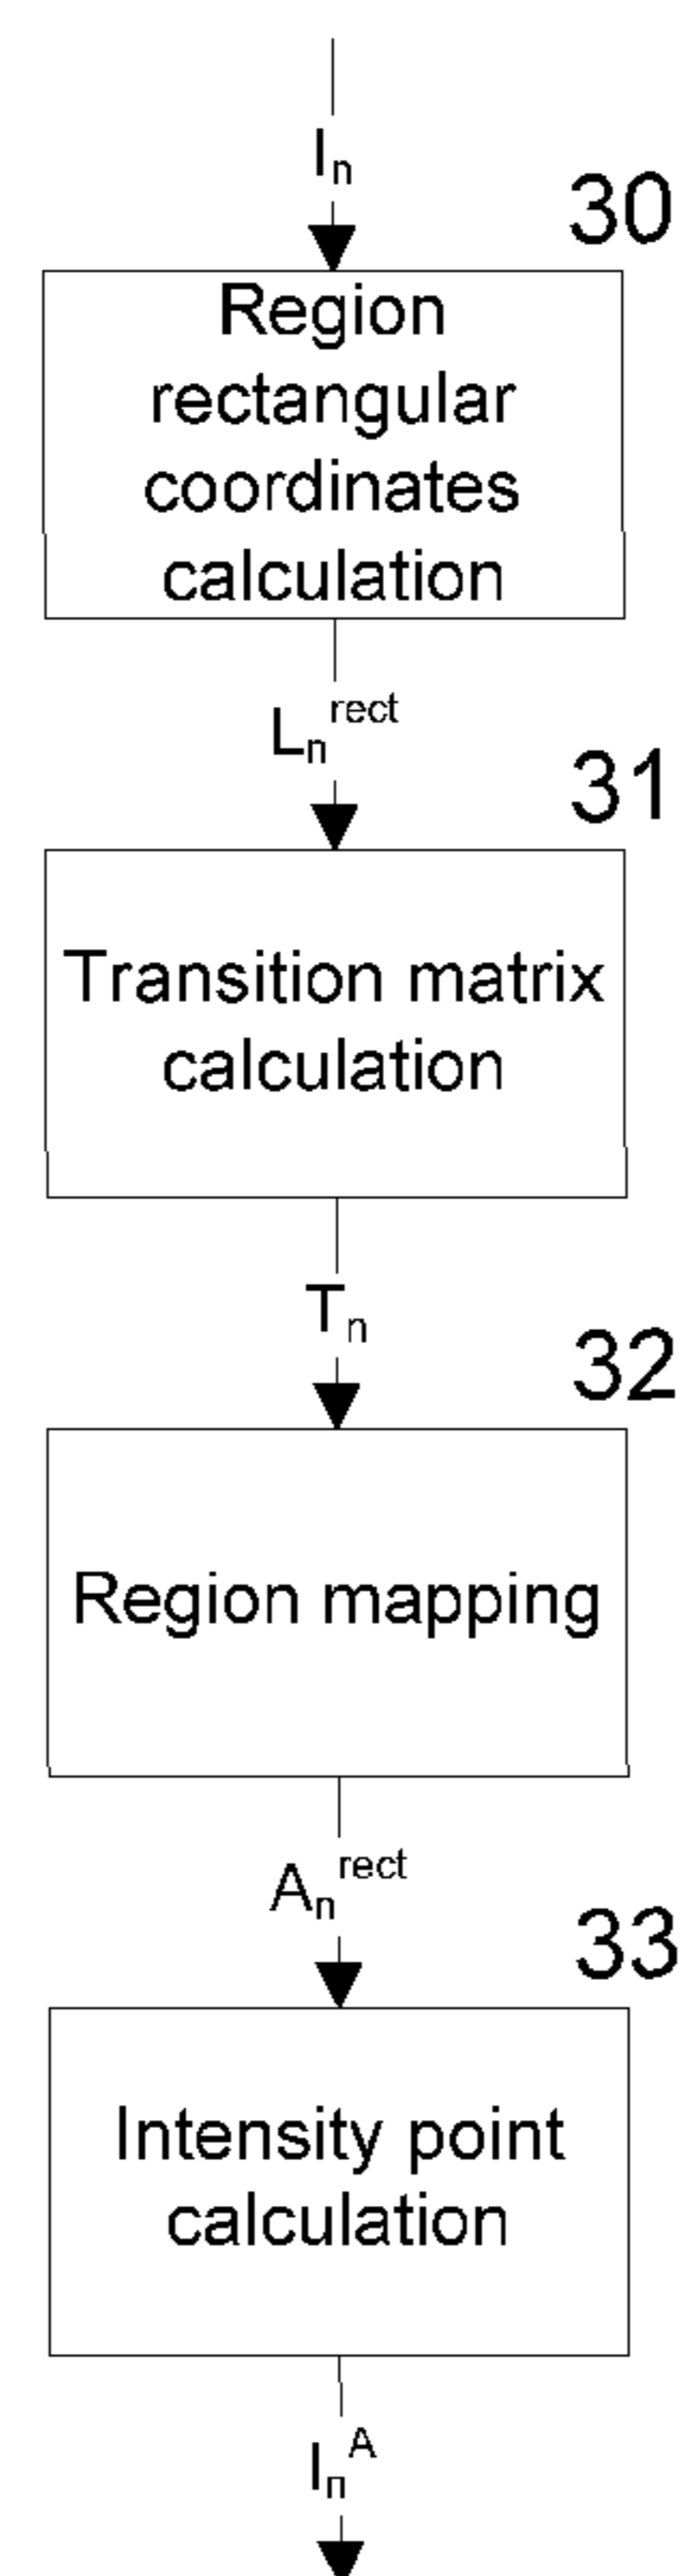 Iₙ
30
Region
rectangular
coordinates
calculation
Lₙʳᵉᶜᵗ
31
Transition matrix
calculation
Tₙ
32
Region mapping
Aₙʳᵉᶜᵗ
33
Intensity point
calculation
Iₙᴬ